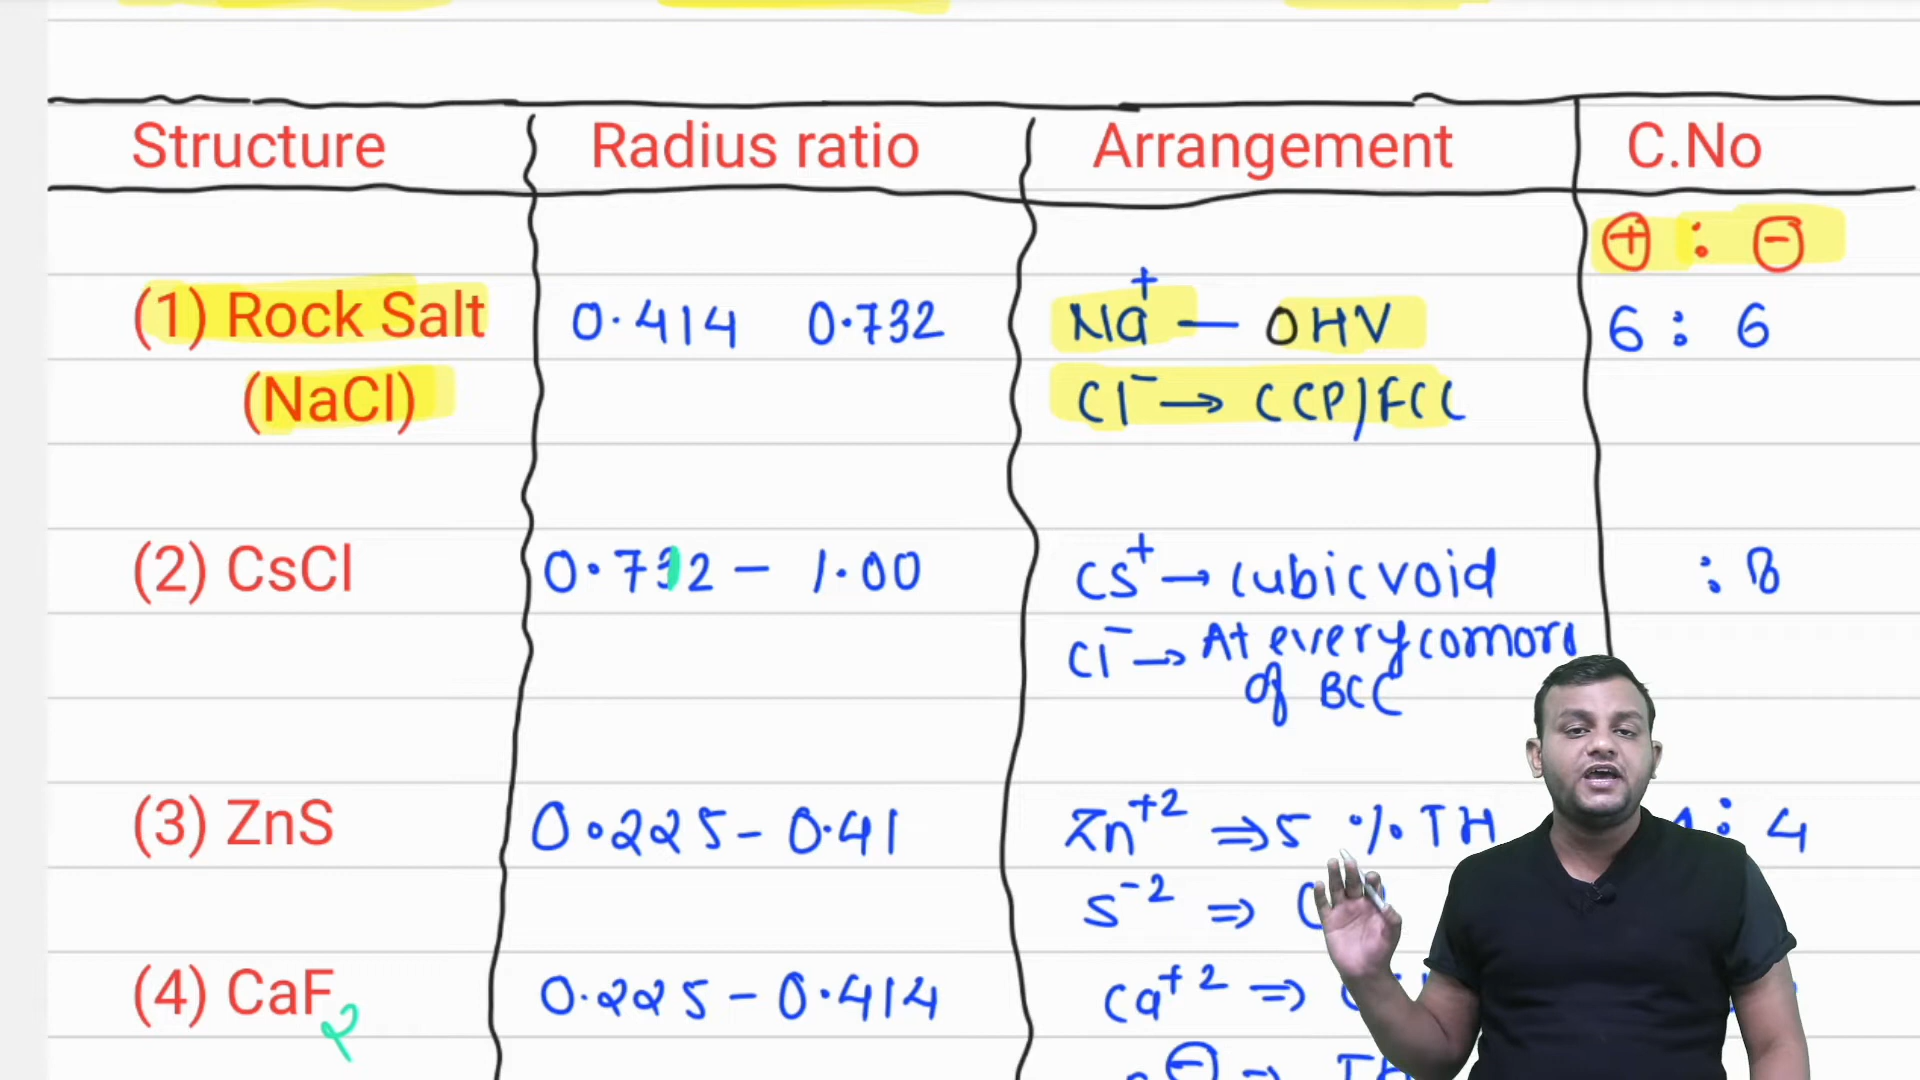 Structure Radius ratio Arrangement C.No
⊕ : ⊖
(1) Rock Salt 0.414 0.732 Na+ — OHV 6 : 6
(NaCl) Cl- → CCP/FCC
(2) CsCl 0.732 - 1.00 Cs+ → cubic void : 8
Cl- → At every
of BCC
(3) ZnS 0.225 - 0.41 Zn+2 ⇒ 5 % TH : 4
S-2 ⇒
(4) CaF2 0.225 - 0.414 Ca+2 ⇒